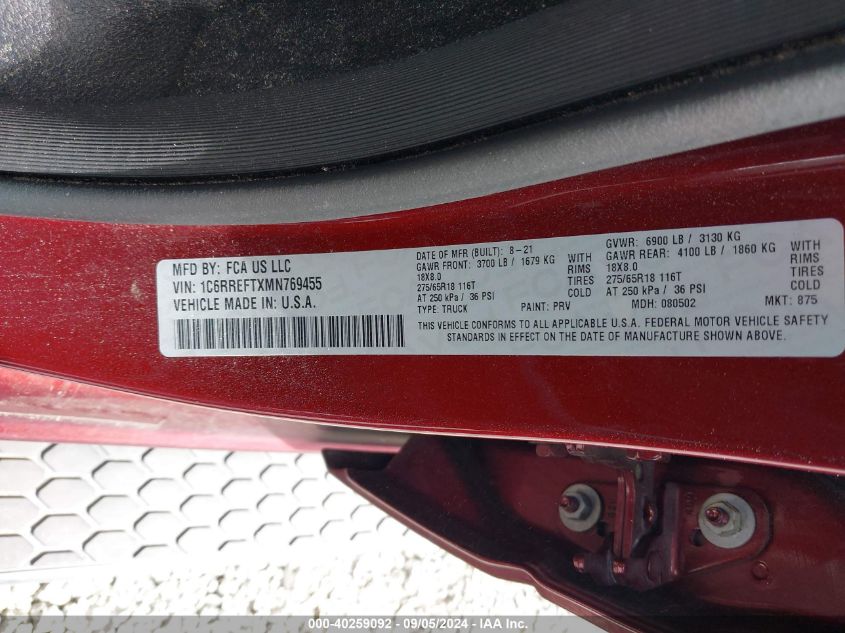 MFD BY: FCA US LLC
VIN: 1C6RREFTXMN769455
VEHICLE MADE IN: U.S.A.
DATE OF MFR (BUILT): 8-21
GAWR FRONT: 3700 LB / 1679 KG WITH
18X8.0 RIMS
275/65R18 116T TIRES
AT 250 kPa / 36 PSI
TYPE: TRUCK PAINT: PRV
GVWR: 6900 LB / 3130 KG
GAWR REAR: 4100 LB / 1860 KG WITH
18X8.0 RIMS
275/65R18 116T TIRES
AT 250 kPa / 36 PSI
MDH: 080502 MKT: 875
THIS VEHICLE CONFORMS TO ALL APPLICABLE U.S.A. FEDERAL MOTOR VEHICLE SAFETY
STANDARDS IN EFFECT ON THE DATE OF MANUFACTURE SHOWN ABOVE.
000-40259092 - 09/05/2024 - IAAI.com, Inc.